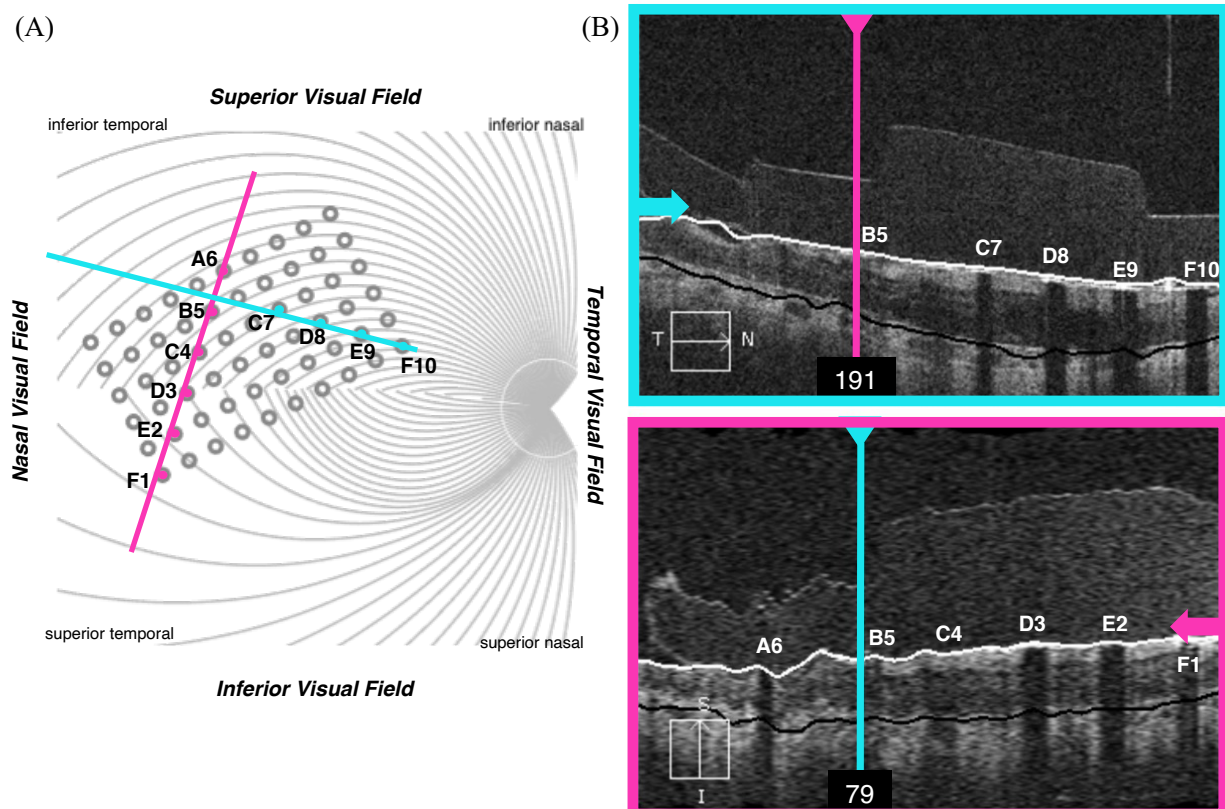 (A)
Superior Visual Field
inferior temporal
inferior nasal
A6
B5
C7
D8
E9
F10
C4
D3
E2
F1
Nasal Visual Field
Temporal Visual Field
superior temporal
superior nasal
Inferior Visual Field
(B)
B5
C7
D8
E9
F10
T
N
191
A6
B5
C4
D3
E2
F1
S
I
79